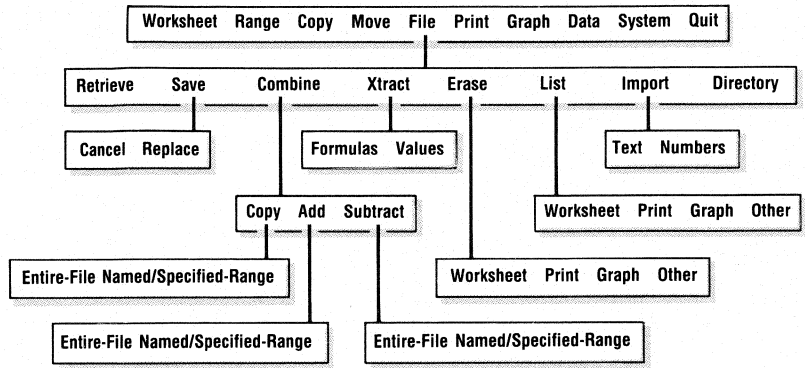 Worksheet Range Copy Move File Print Graph Data System Quit
Retrieve Save Combine Xtract Erase List Import Directory
Cancel Replace
Formulas Values
Text Numbers
Copy Add Subtract
Worksheet Print Graph Other
Entire-File Named/Specified-Range
Worksheet Print Graph Other
Entire-File Named/Specified-Range
Entire-File Named/Specified-Range